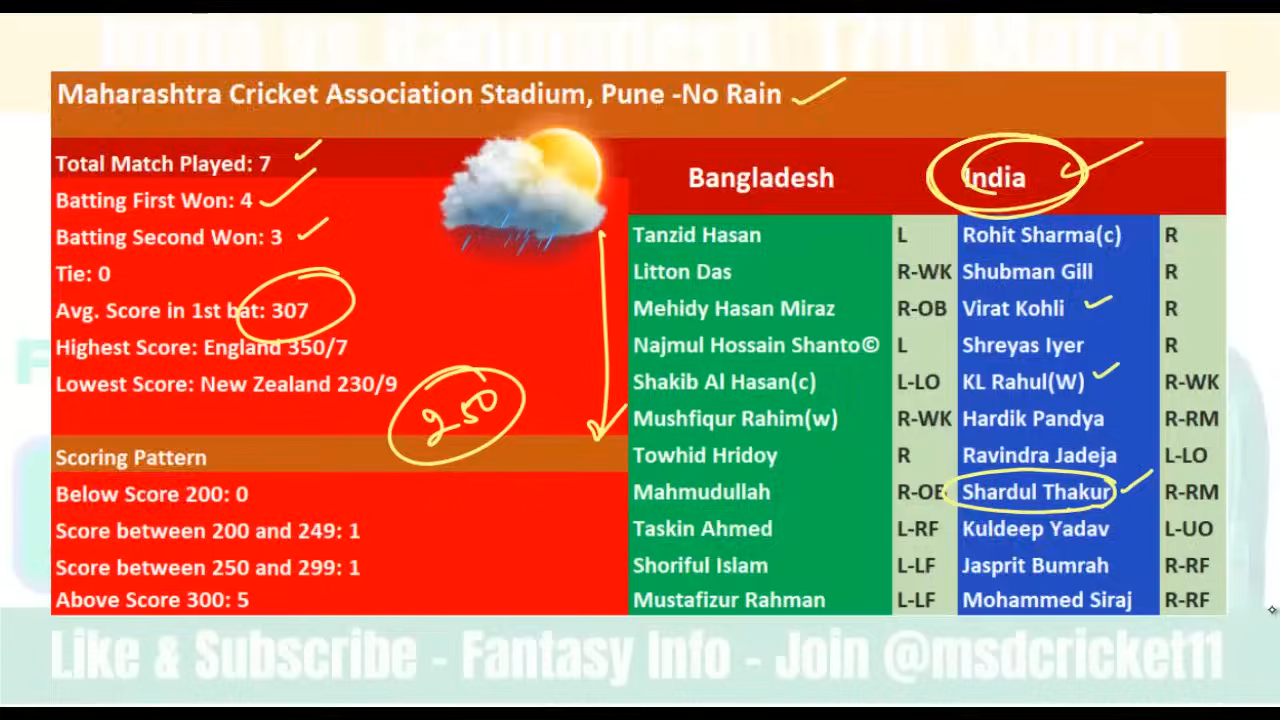 India vs Bangladesh, 17th Match
Maharashtra Cricket Association Stadium, Pune -No Rain
Total Match Played: 7
Batting First Won: 4
Batting Second Won: 3
Tie: 0
Avg. Score in 1st bat: 307
Highest Score: England 350/7
Lowest Score: New Zealand 230/9
250
Scoring Pattern
Below Score 200: 0
Score between 200 and 249: 1
Score between 250 and 299: 1
Above Score 300: 5
Bangladesh India
Tanzid Hasan L Rohit Sharma(c) R
Litton Das R-WK Shubman Gill R
Mehidy Hasan Miraz R-OB Virat Kohli R
Najmul Hossain Shanto© L Shreyas Iyer R
Shakib Al Hasan(c) L-LO KL Rahul(W) R-WK
Mushfiqur Rahim(w) R-WK Hardik Pandya R-RM
Towhid Hridoy R Ravindra Jadeja L-LO
Mahmudullah R-OB Shardul Thakur R-RM
Taskin Ahmed L-RF Kuldeep Yadav L-UO
Shoriful Islam L-LF Jasprit Bumrah R-RF
Mustafizur Rahman L-LF Mohammed Siraj R-RF
Like & Subscribe - Fantasy Info - Join @msdcricket11